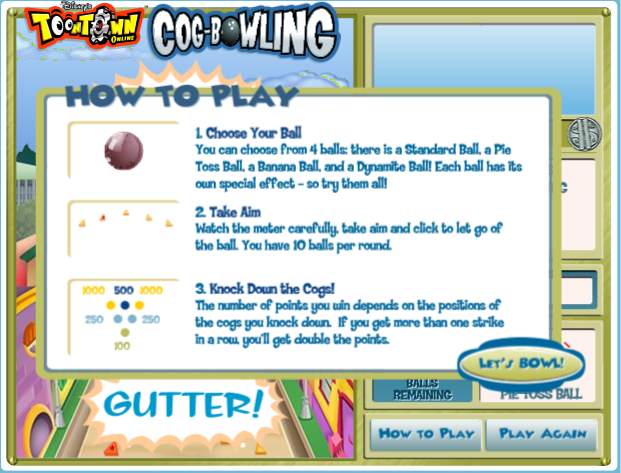 Disney's
TOONTOWN
ONLINE
COG-BOWLING
HOW TO PLAY
1. Choose Your Ball
You can choose from 4 balls: there is a Standard Ball, a Pie
Toss Ball, a Banana Ball, and a Dynamite Ball! Each ball has its
own special effect - so try them all!
2. Take Aim
Watch the meter carefully, take aim and click to let go of
the ball. You have 10 balls per round.
1000 500 1000
250 250
100
3. Knock Down the Cogs!
The number of points you win depends on the positions of
the cogs you knock down. If you get more than one strike
in a row, you'll get double the points.
LET'S BOWL!
GUTTER!
BALLS
REMAINING
PIE TOSS BALL
HOW TO PLAY
PLAY AGAIN